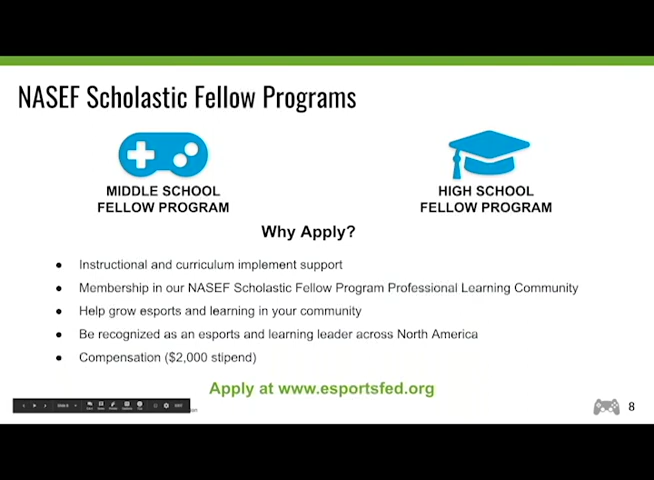 NASEF Scholastic Fellow Programs
MIDDLE SCHOOL
FELLOW PROGRAM
HIGH SCHOOL
FELLOW PROGRAM
Why Apply?
● Instructional and curriculum implement support
● Membership in our NASEF Scholastic Fellow Program Professional Learning Community
● Help grow esports and learning in your community
● Be recognized as an esports and learning leader across North America
● Compensation ($2,000 stipend)
Apply at www.esportsfed.org
8